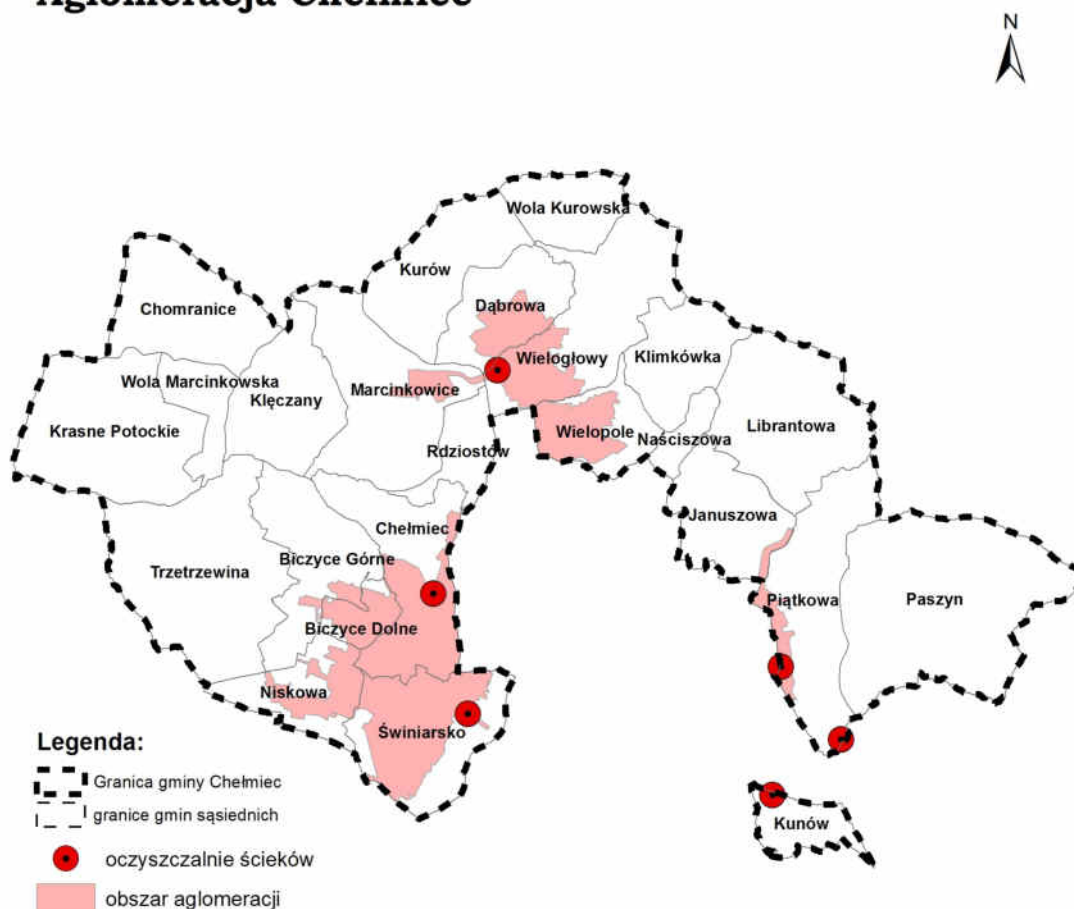 Aglomeracja Chełmiec
N
Wola Kurowska
Kurów
Chomranice
Dąbrowa
Wielogłowy
Klimkówka
Wola Marcinkowska
Klęczany
Marcinkowice
Krasne Potockie
Wielopole
Naściszowa
Librantowa
Rdziostów
Januszowa
Chełmiec
Biczyce Górne
Trzetrzewina
Piątkowa
Paszyn
Biczyce Dolne
Niskowa
Świniarsko
Kunów
Legenda:
Granica gminy Chełmiec
granice gmin sąsiednich
oczyszczalnie ścieków
obszar aglomeracji